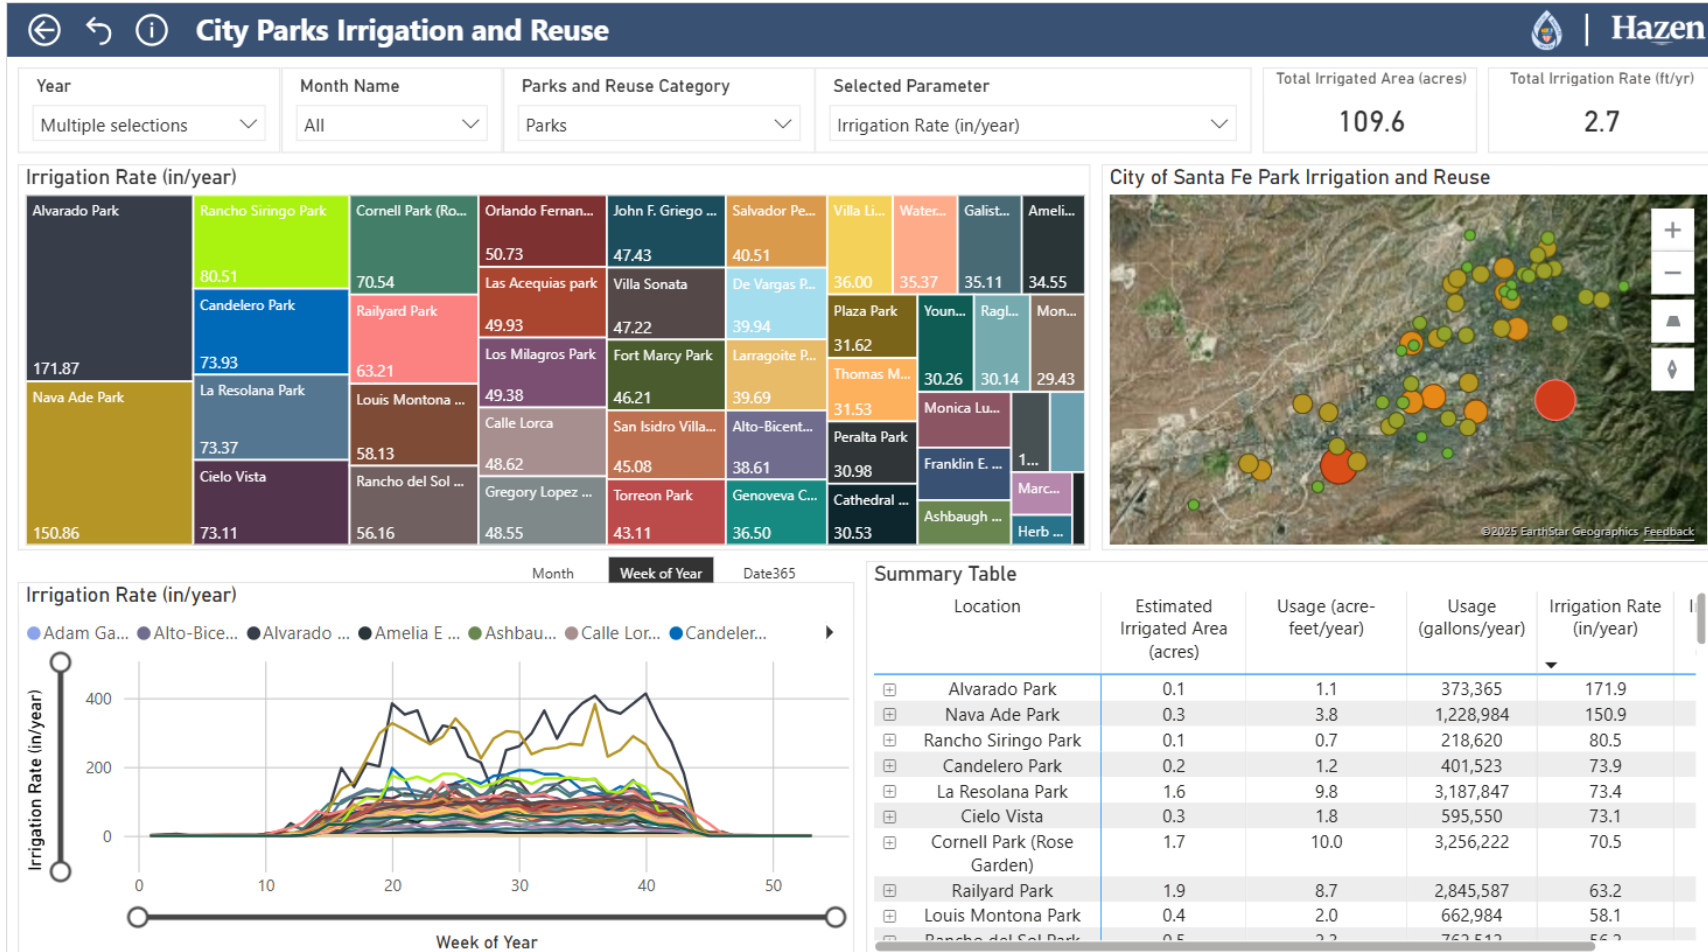 City Parks Irrigation and Reuse
Hazen
Year
Multiple selections
Month Name
All
Parks and Reuse Category
Parks
Selected Parameter
Irrigation Rate (in/year)
Total Irrigated Area (acres)
109.6
Total Irrigation Rate (ft/yr)
2.7
Irrigation Rate (in/year)
Alvarado Park
171.87
Nava Ade Park
150.86
Rancho Siringo Park
80.51
Candelero Park
73.93
La Resolana Park
73.37
Cielo Vista
73.11
Cornell Park (Ro...
70.54
Railyard Park
63.21
Louis Montona ...
58.13
Rancho del Sol ...
56.16
Orlando Fernan...
50.73
Las Acequias park
49.93
Los Milagros Park
49.38
Calle Lorca
48.62
Gregory Lopez ...
48.55
John F. Griego ...
47.43
Villa Sonata
47.22
Fort Marcy Park
46.21
San Isidro Villa...
45.08
Torreon Park
43.11
Salvador Pe...
40.51
De Vargas P...
39.94
Larragoite P...
39.69
Alto-Bicent...
38.61
Genoveva C...
36.50
Villa Li...
36.00
Water...
35.37
Galist...
35.11
Ameli...
34.55
Plaza Park
31.62
Thomas M...
31.53
Peralta Park
30.98
Cathedral ...
30.53
Youn...
30.26
Ragl...
30.14
Mon...
29.43
Monica Lu...
Franklin E. ...
Ashbaugh ...
1...
Marc...
Herb ...
City of Santa Fe Park Irrigation and Reuse
©2025 EarthStar Geographics Feedback
Month
Week of Year
Date365
Irrigation Rate (in/year)
Adam Ga... Alto-Bice... Alvarado ... Amelia E ... Ashbau... Calle Lor... Candeler...
Irrigation Rate (in/year)
400
200
0
0 10 20 30 40 50
Week of Year
Summary Table
Location
Estimated Irrigated Area (acres)
Usage (acre-feet/year)
Usage (gallons/year)
Irrigation Rate (in/year)
Alvarado Park 0.1 1.1 373,365 171.9
Nava Ade Park 0.3 3.8 1,228,984 150.9
Rancho Siringo Park 0.1 0.7 218,620 80.5
Candelero Park 0.2 1.2 401,523 73.9
La Resolana Park 1.6 9.8 3,187,847 73.4
Cielo Vista 0.3 1.8 595,550 73.1
Cornell Park (Rose Garden) 1.7 10.0 3,256,222 70.5
Railyard Park 1.9 8.7 2,845,587 63.2
Louis Montona Park 0.4 2.0 662,984 58.1
Rancho del Sol Park 0.5 2.3 762,512 56.2